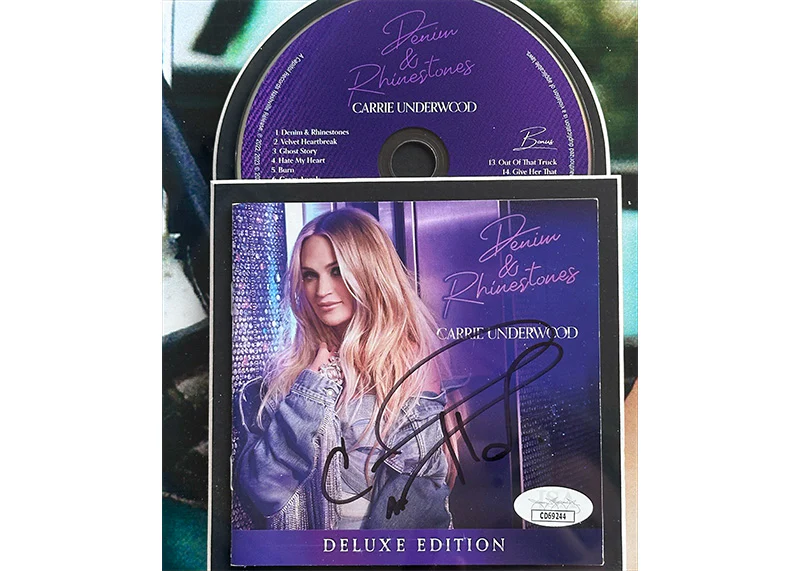 Denim
&
Rhinestones
CARRIE UNDERWOOD
1. Denim & Rhinestones
2. Velvet Heartbreak
3. Ghost Story
4. Hate My Heart
5. Burn
Bonus
13. Out Of That Truck
14. Give Her That
Denim
&
Rhinestones
CARRIE UNDERWOOD
JSA
CD69244
DELUXE EDITION